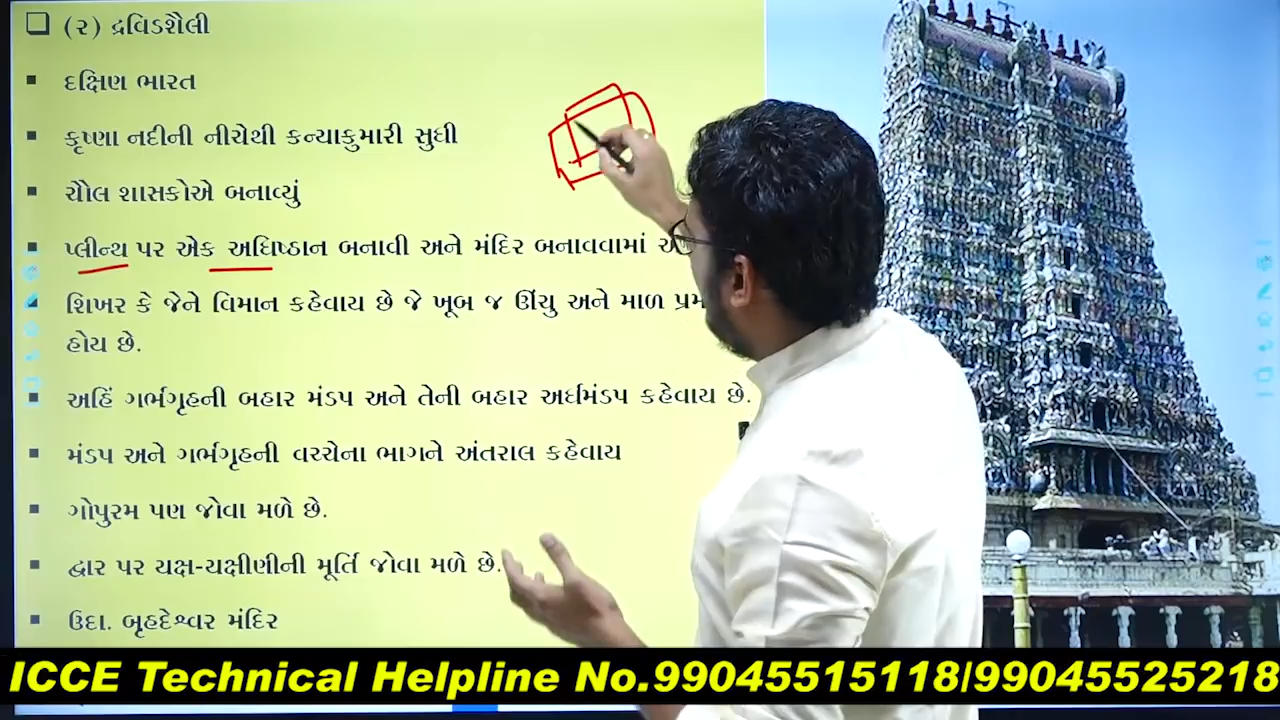 (૨) દ્રવિડશૈલી
દક્ષિણ ભારત
કૃષ્ણા નદીની નીચેથી કન્યાકુમારી સુધી
ચૌલ શાસકોએ બનાવ્યું
પ્લીન્થ પર એક અધિષ્ઠાન બનાવી અને મંદિર બનાવવામાં
શિખર કે જેને વિમાન કહેવાય છે જે ખૂબ જ ઊંચુ અને માળ
હોય છે.
અહિં ગર્ભગૃહની બહાર મંડપ અને તેની બહાર અર્ધમંડપ કહેવાય છે.
મંડપ અને ગર્ભગૃહની વચ્ચેના ભાગને અંતરાલ કહેવાય
ગોપુરમ પણ જોવા મળે છે.
દ્વાર પર યક્ષ-યક્ષીણીની મૂર્તિ જોવા મળે છે.
ઉદા. બૃહદેશ્વર મંદિર
ICCE Technical Helpline No.99045515118/99045525218